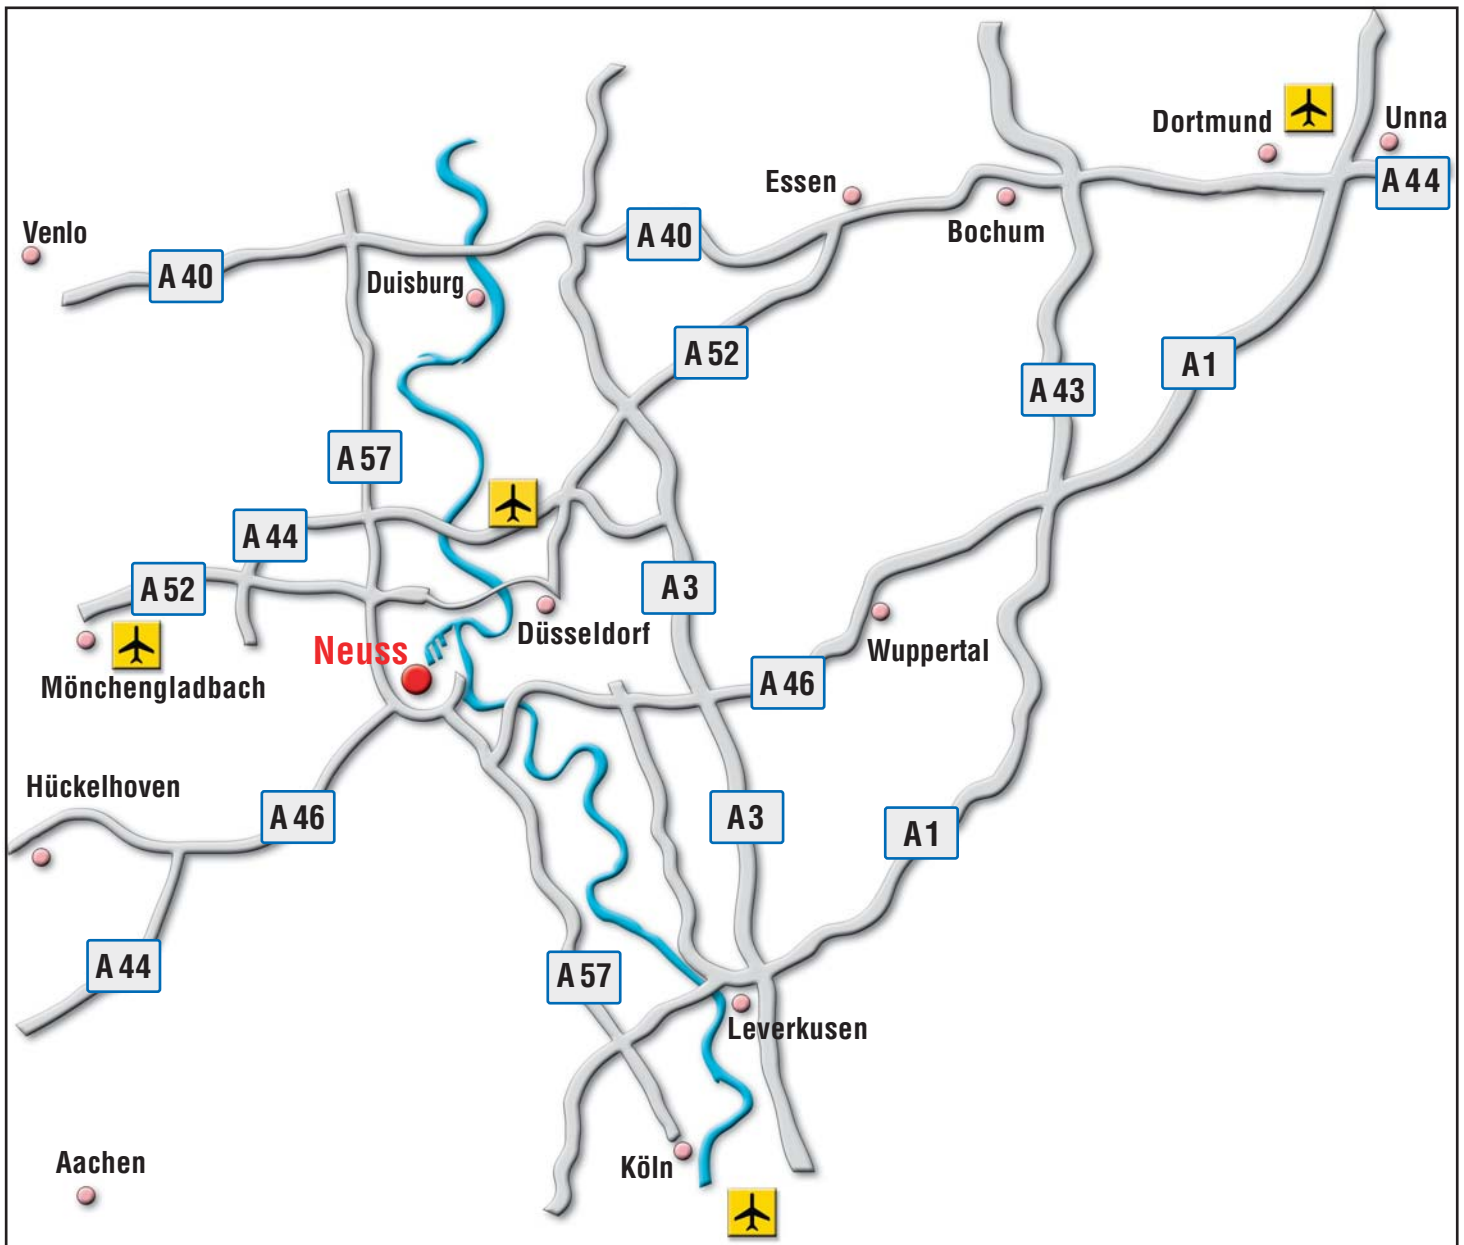 Dortmund
Unna
A 44
Essen
Bochum
Venlo
A 40
A 40
Duisburg
A 52
A 1
A 43
A 57
A 44
A 52
A 3
Neuss
Düsseldorf
Wuppertal
Mönchengladbach
A 46
Hückelhoven
A 46
A 3
A 1
A 44
A 57
Leverkusen
Aachen
Köln